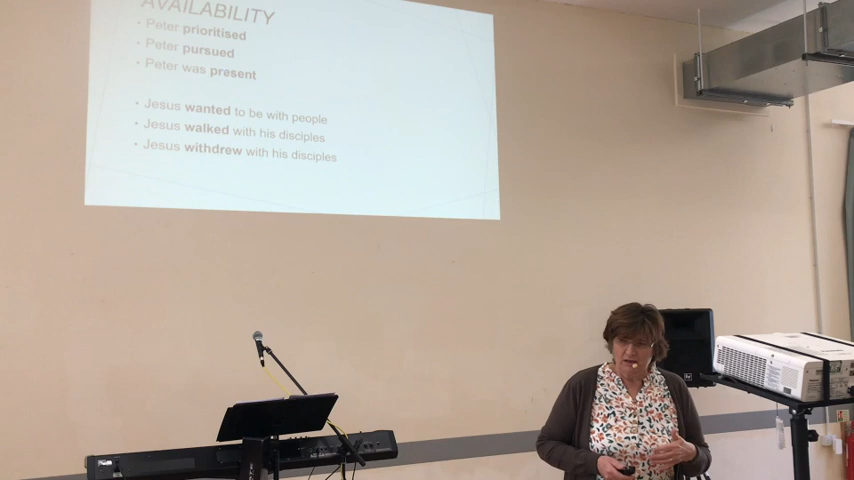 AVAILABILITY
• Peter prioritised
• Peter pursued
• Peter was present
• Jesus wanted to be with people
• Jesus walked with his disciples
• Jesus withdrew with his disciples